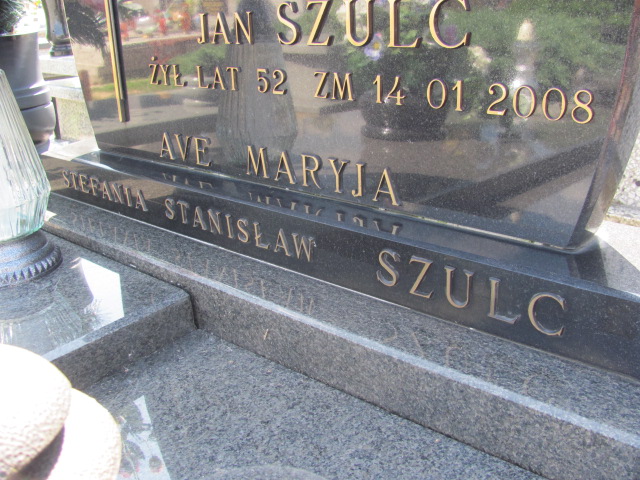 JAN SZULC
ŻYŁ LAT 52 ZM 14 01 2008
AVE MARYJA
STEFANIA STANISŁAW SZULC